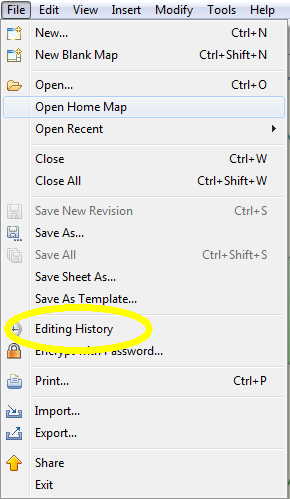 File Edit View Insert Modify Tools Help
New... Ctrl+N
New Blank Map Ctrl+Shift+N
Open... Ctrl+O
Open Home Map
Open Recent
Close Ctrl+W
Close All Ctrl+Shift+W
Save New Revision Ctrl+S
Save As...
Save All Ctrl+Shift+S
Save Sheet As...
Save As Template...
Editing History
Encrypt with Password...
Print... Ctrl+P
Import...
Export...
Share
Exit